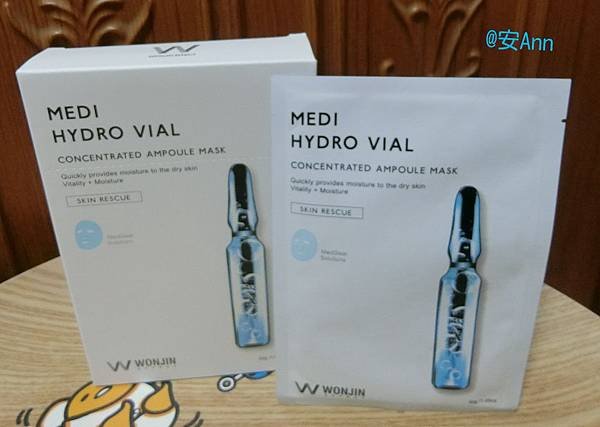 @安Ann
W
MEDI
HYDRO VIAL
CONCENTRATED AMPOULE MASK
Quickly provides moisture to the dry skin
Vitality + Moisture
SKIN RESCUE
W WONJIN
MEDI
HYDRO VIAL
CONCENTRATED AMPOULE MASK
Quickly provides moisture to the dry skin
Vitality + Moisture
SKIN RESCUE
Solutions
W WONJIN